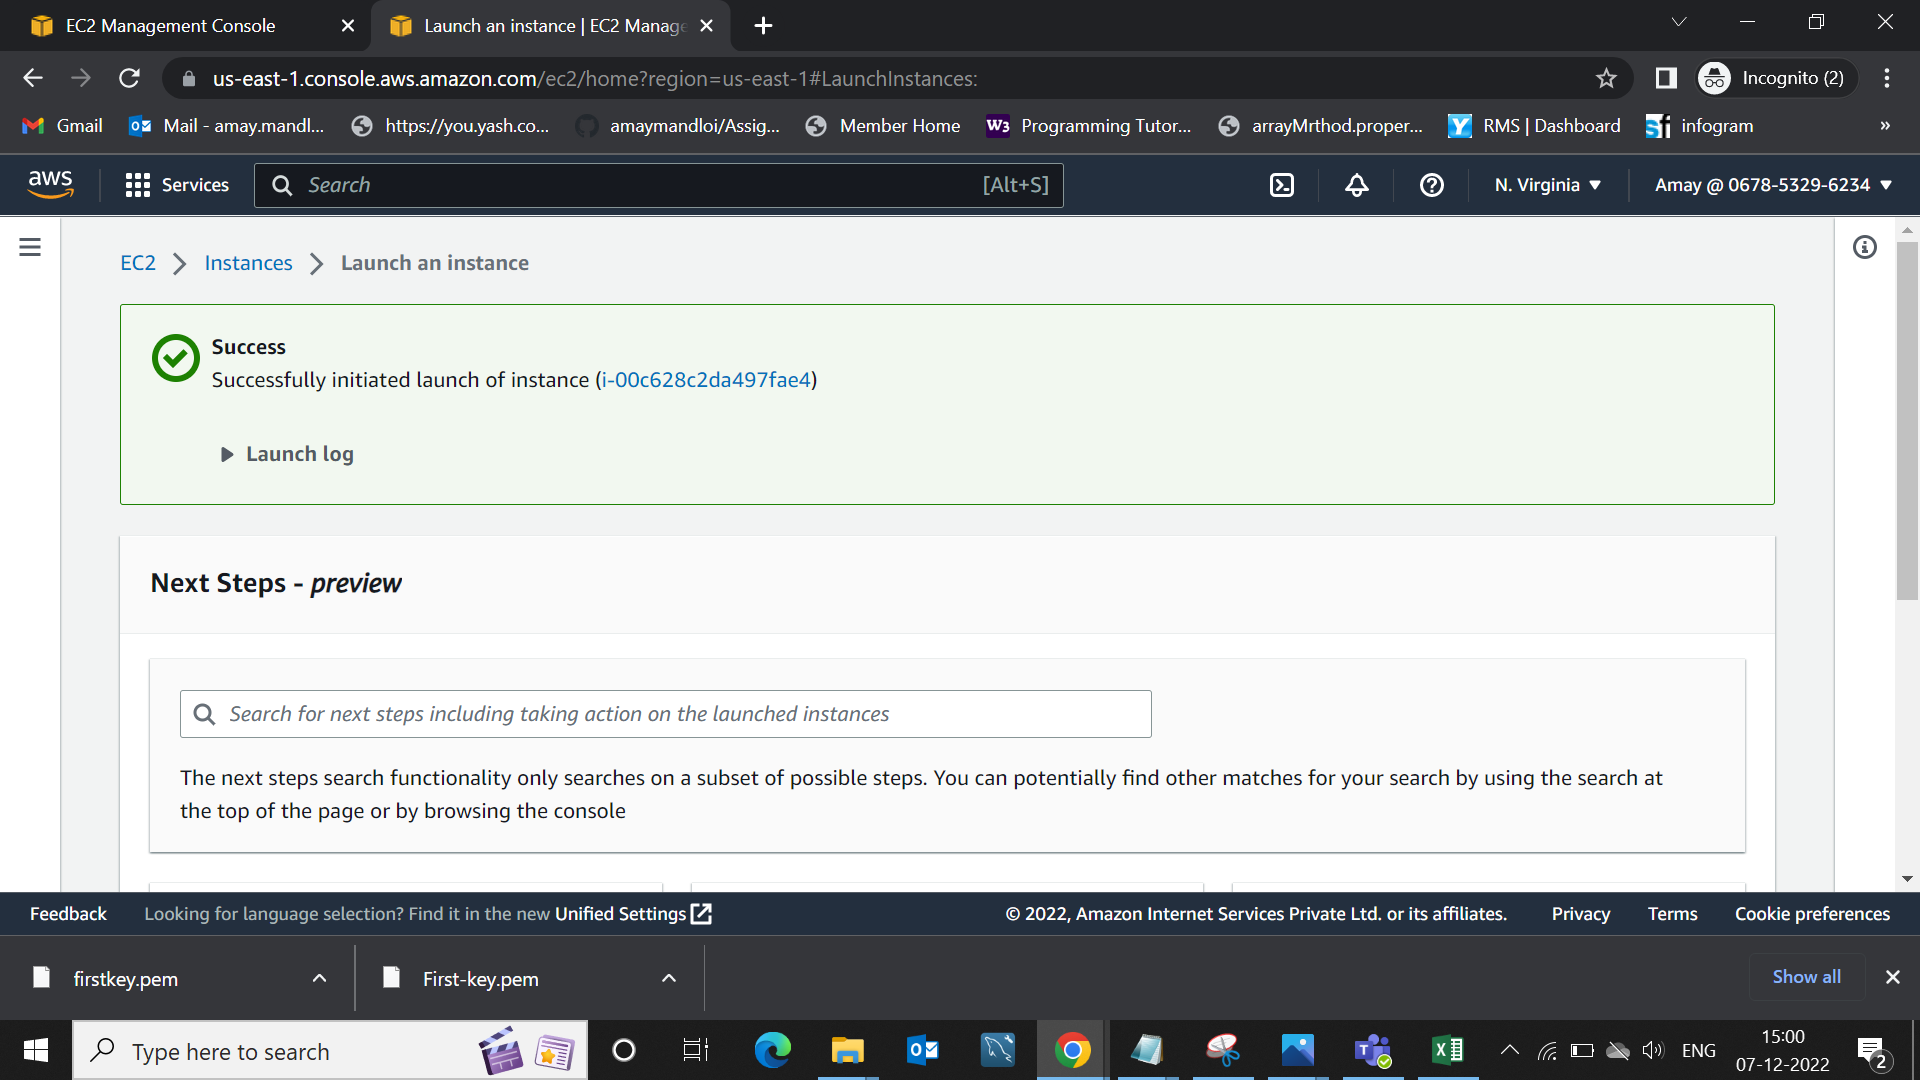 EC2 Management Console
Launch an instance | EC2 Manage
us-east-1.console.aws.amazon.com/ec2/home?region=us-east-1#LaunchInstances:
Incognito (2)
Gmail
Mail - amay.mandl...
https://you.yash.co...
amaymandloi/Assig...
Member Home
W3
Programming Tutor...
arrayMrthod.proper...
Y
RMS | Dashboard
infogram
»
aws
Services
Search
[Alt+S]
N. Virginia
Amay @ 0678-5329-6234
EC2
Instances
Launch an instance
Success
Successfully initiated launch of instance (i-00c628c2da497fae4)
Launch log
Next Steps - preview
Search for next steps including taking action on the launched instances
The next steps search functionality only searches on a subset of possible steps. You can potentially find other matches for your search by using the search at
the top of the page or by browsing the console
Feedback
Looking for language selection? Find it in the new Unified Settings
© 2022, Amazon Internet Services Private Ltd. or its affiliates.
Privacy
Terms
Cookie preferences
firstkey.pem
First-key.pem
Show all
Type here to search
ENG
15:00
07-12-2022
2